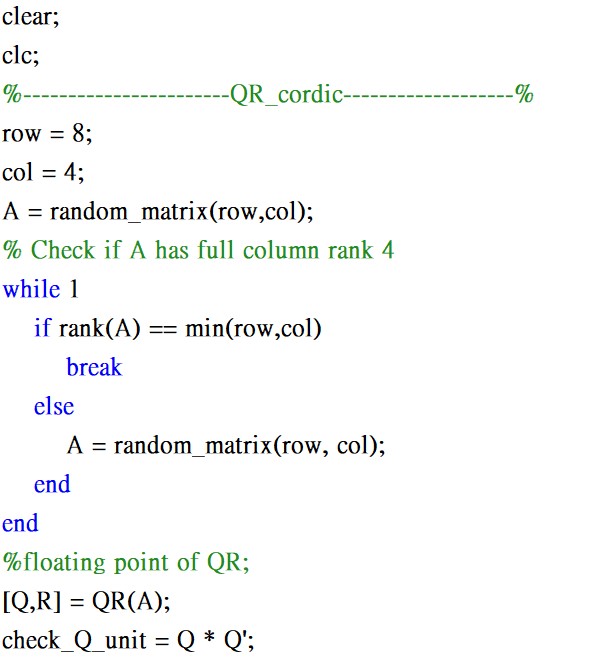 clear;
clc;
%-----------------------QR_cordic-------------------%
row = 8;
col = 4;
A = random_matrix(row,col);
% Check if A has full column rank 4
while 1
if rank(A) == min(row,col)
break
else
A = random_matrix(row, col);
end
end
%floating point of QR;
[Q,R] = QR(A);
check_Q_unit = Q * Q';